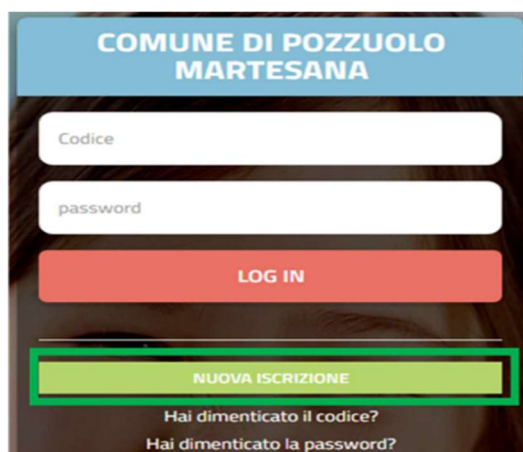 COMUNE DI POZZUOLO
MARTESANA
Codice
password
LOG IN
NUOVA ISCRIZIONE
Hai dimenticato il codice?
Hai dimenticato la password?